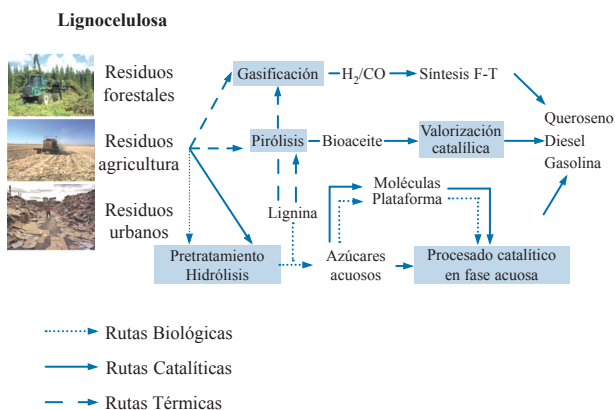 Lignocelulosa
Residuos
forestales
Residuos
agricultura
Residuos
urbanos
Gasificación
H2/CO
Síntesis F-T
Pirólisis
Bioaceite
Valorización
catalílica
Queroseno
Diesel
Gasolina
Lignina
Moléculas
Plataforma
Pretratamiento
Hidrólisis
Azúcares
acuosos
Procesado catalítico
en fase acuosa
Rutas Biológicas
Rutas Catalíticas
Rutas Térmicas